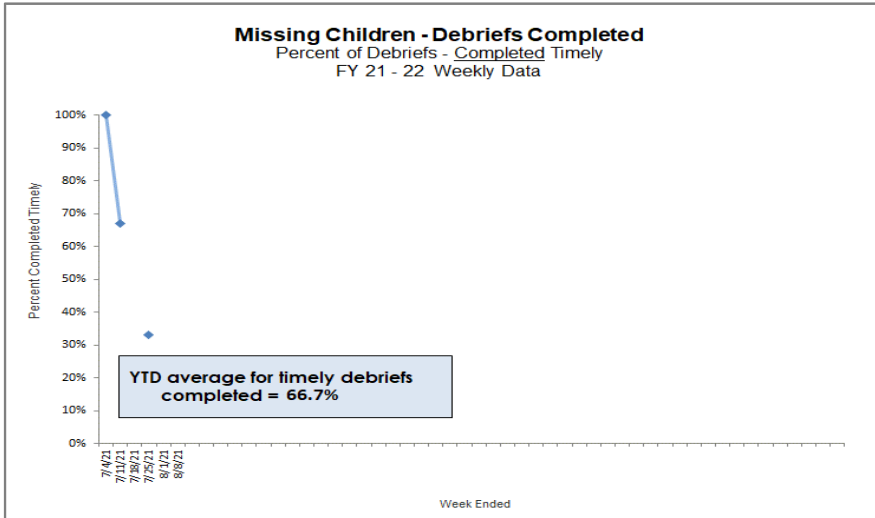 Missing Children - Debriefs Completed
Percent of Debriefs - Completed Timely
FY 21 - 22 Weekly Data
100%
90%
80%
70%
60%
50%
40%
30%
20%
10%
0%
Percent Completed Timely
YTD average for timely debriefs
completed = 66.7%
7/4/21
7/11/21
7/18/21
7/25/21
8/1/21
8/8/21
Week Ended